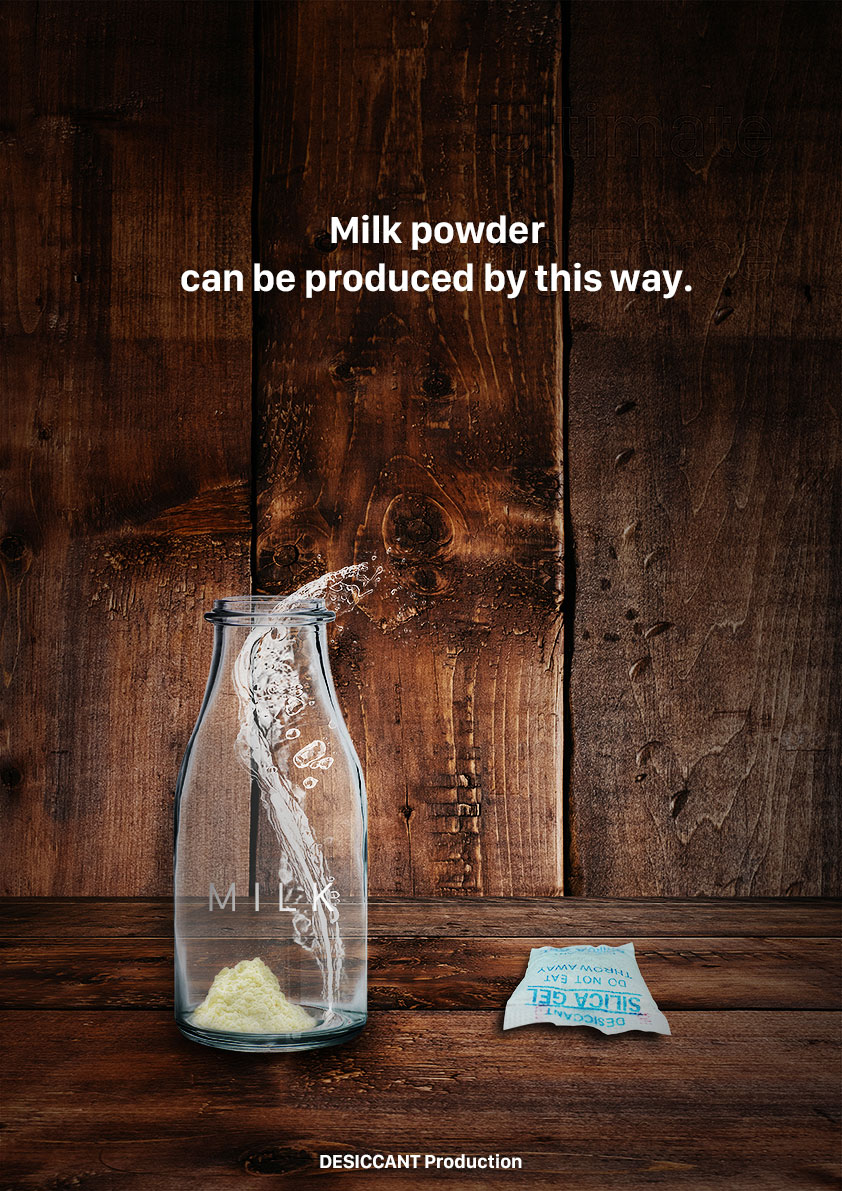 timate
Milk powder
can be produced by this way.
MILK
THROW AWAY
DO NOT EAT
SILICA GEL
DESICCANT
DESICCANT Production